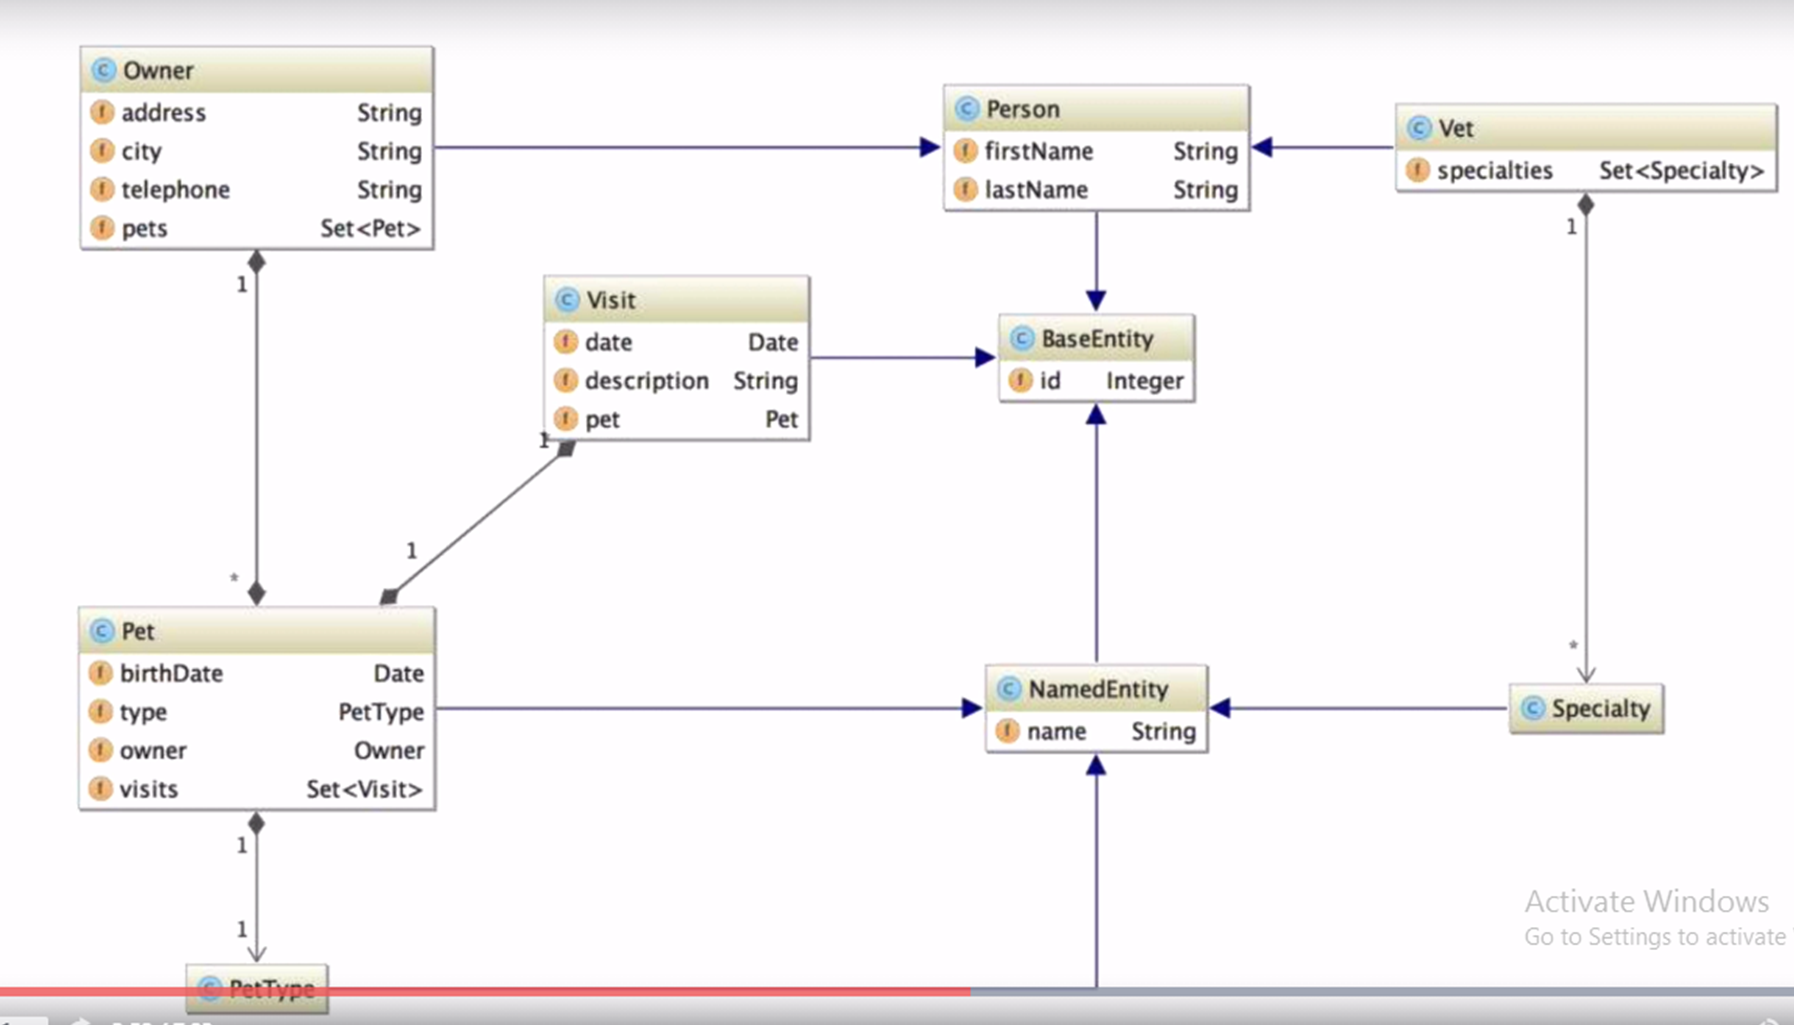 Owner
address String
city String
telephone String
pets Set<Pet>
1
*
Person
firstName String
lastName String
Vet
specialties Set<Specialty>
1
*
Visit
date Date
description String
pet Pet
1
1
BaseEntity
id Integer
Pet
birthDate Date
type PetType
owner Owner
visits Set<Visit>
1
1
NamedEntity
name String
Specialty
PetType
Activate Windows
Go to Settings to activate